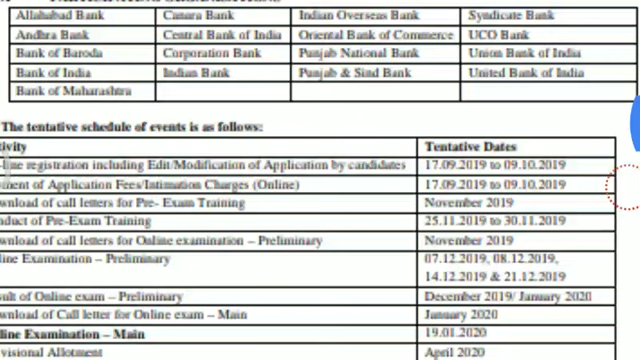 Allahabad Bank Canara Bank Indian Overseas Bank Syndicate Bank
Andhra Bank Central Bank of India Oriental Bank of Commerce UCO Bank
Bank of Baroda Corporation Bank Punjab National Bank Union Bank of India
Bank of India Indian Bank Punjab & Sind Bank United Bank of India
Bank of Maharashtra
The tentative schedule of events is as follows:
tivity Tentative Dates
-line registration including Edit/Modification of Application by candidates 17.09.2019 to 09.10.2019
ment of Application Fees/Intimation Charges (Online) 17.09.2019 to 09.10.2019
wnload of call letters for Pre- Exam Training November 2019
nduct of Pre-Exam Training 25.11.2019 to 30.11.2019
wnload of call letters for Online examination – Preliminary November 2019
line Examination – Preliminary 07.12.2019, 08.12.2019,
14.12.2019 & 21.12.2019
sult of Online exam – Preliminary December 2019/ January 2020
wnload of Call letter for Online exam – Main January 2020
line Examination – Main 19.01.2020
visional Allotment April 2020